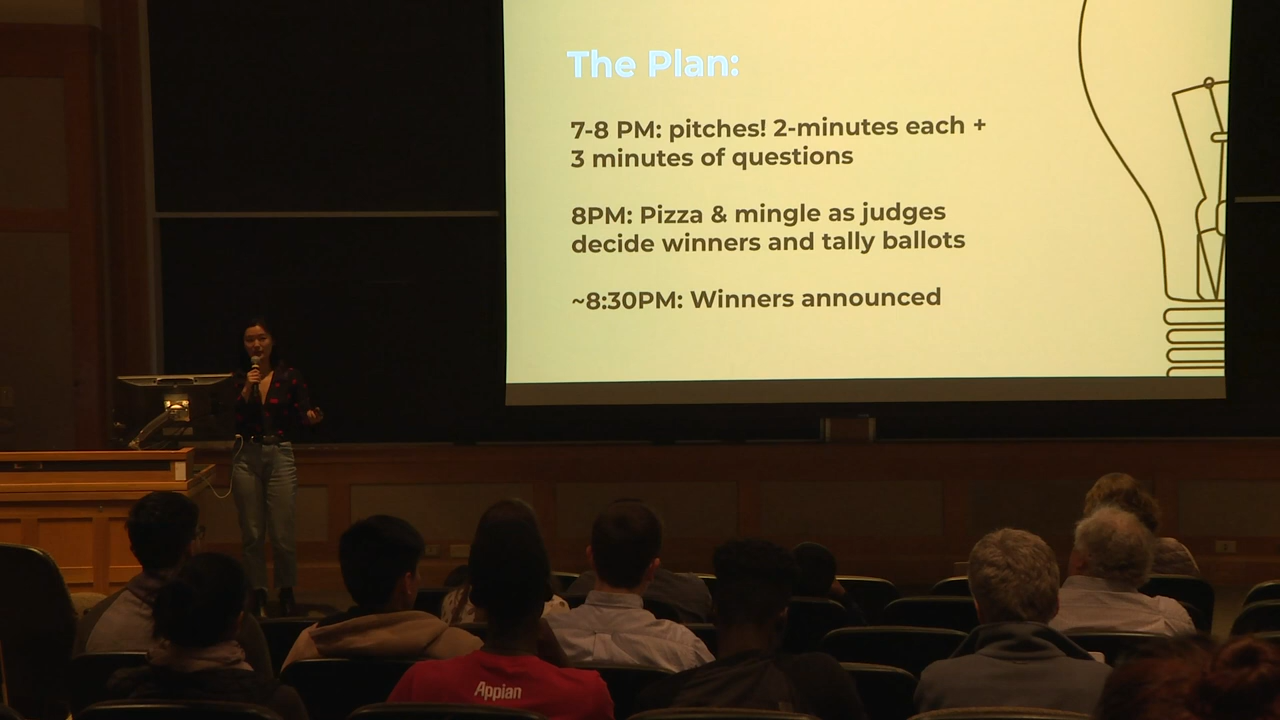 The Plan:
7-8 PM: pitches! 2-minutes each +
3 minutes of questions
8PM: Pizza & mingle as judges
decide winners and tally ballots
~8:30PM: Winners announced
Appian